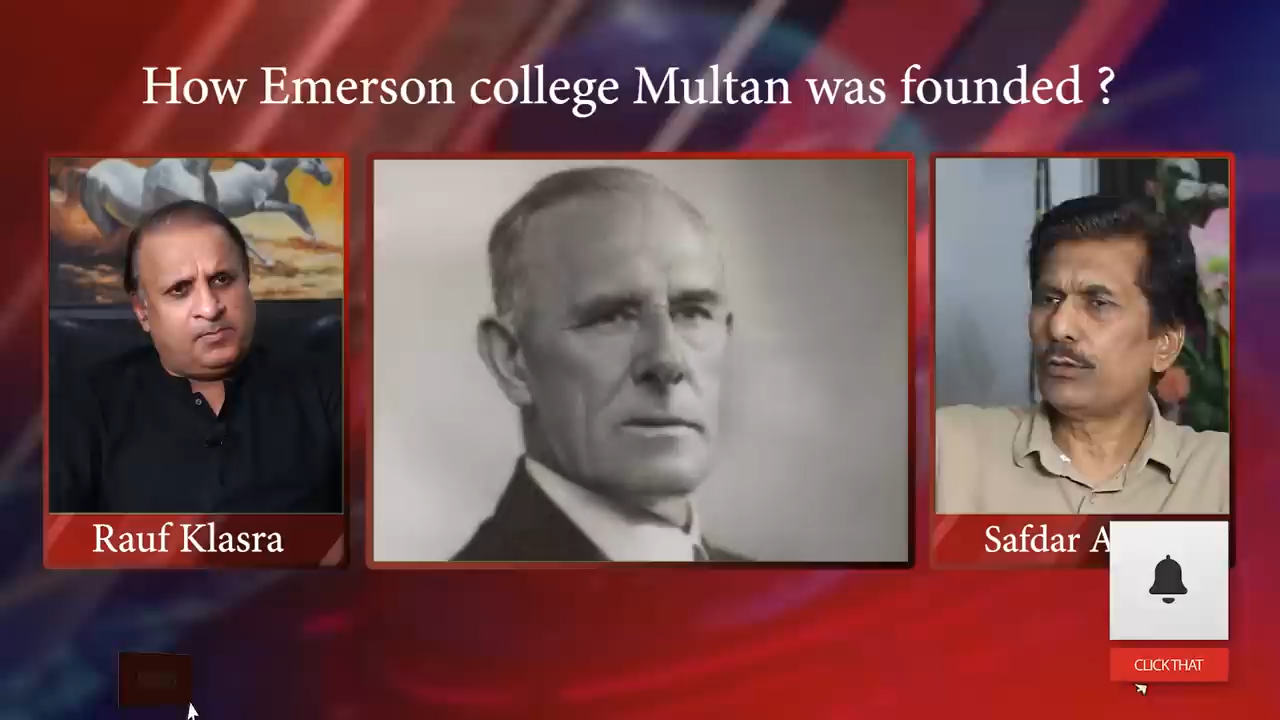 How Emerson college Multan was founded ?
Rauf Klasra
Safdar
CLICK THAT